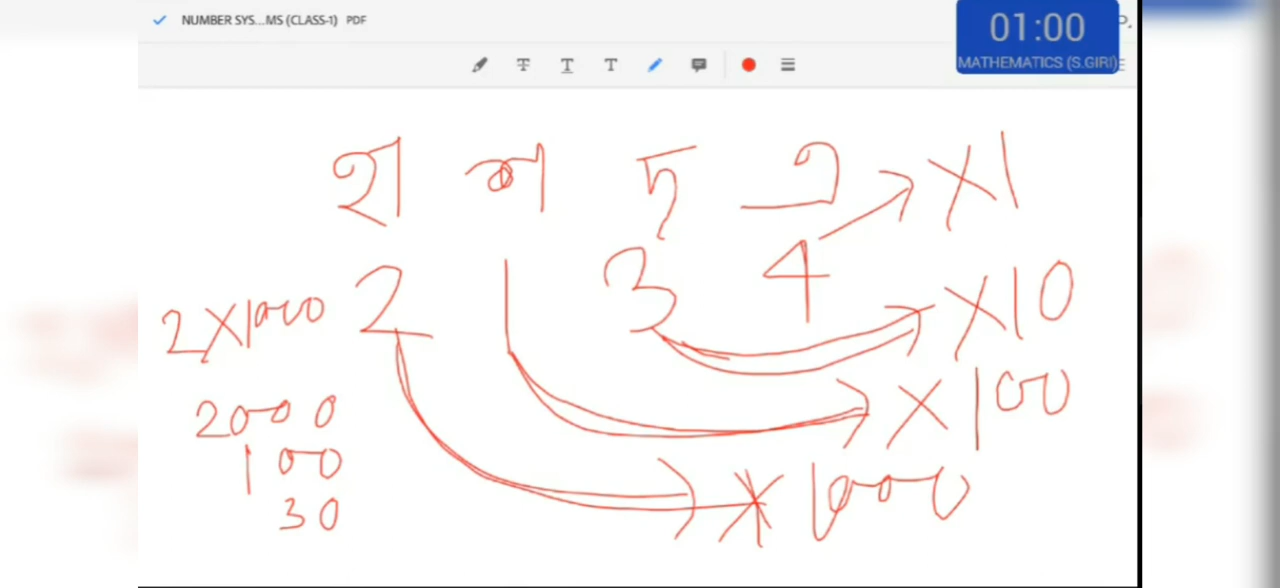 NUMBER SYS...MS (CLASS-1) PDF
01:00
MATHEMATICS (S.GIRI)
হা শ দ এ ×1
2 1 3 4
2×1000
×10
×100
2000
100
×1000
30